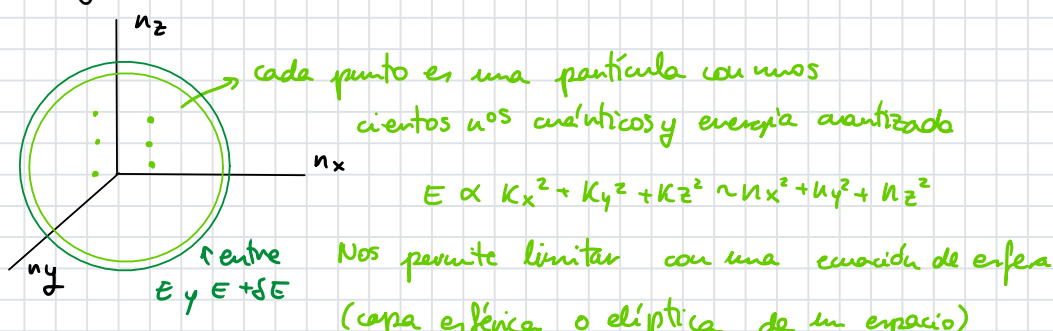 nz
cada punto es una partícula con unos
ciertos nos cuánticos y energía cuantizada
nx
E ∝ Kx² + Ky² + Kz² ~ nx² + ny² + nz²
↑ entre
E y E + δE
ny
Nos permite limitar con una ecuación de esfera
(capa esférica o elíptica de un espacio)